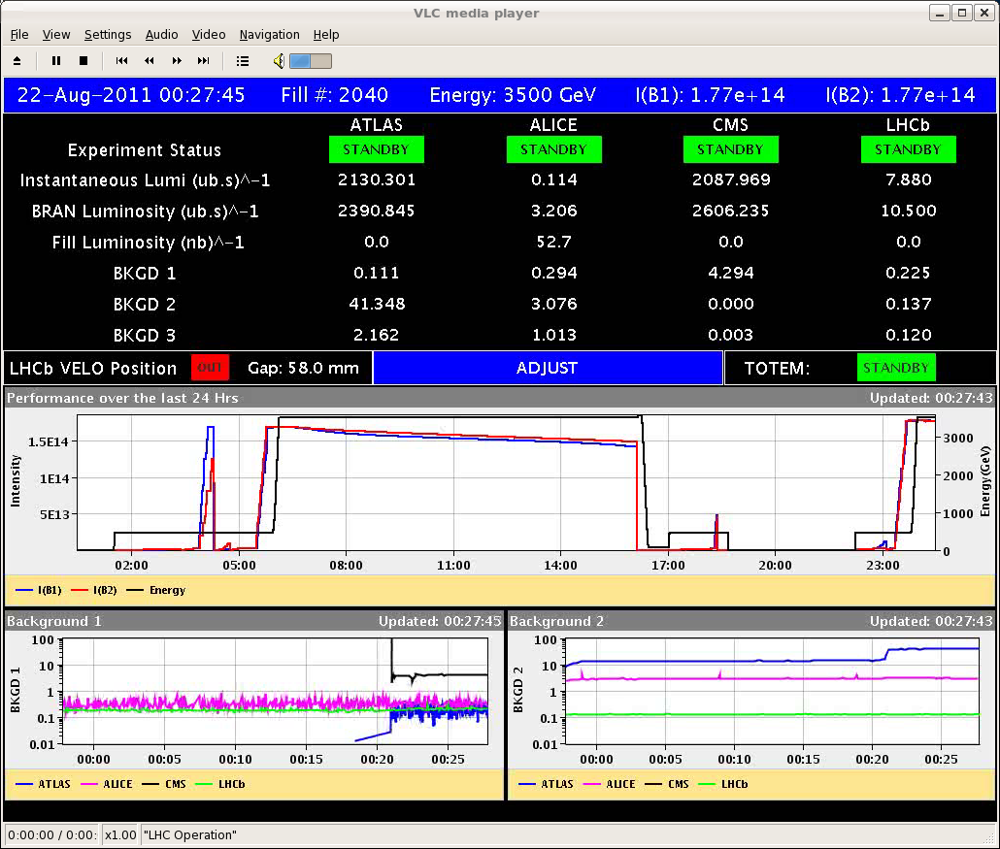 VLC media player
File View Settings Audio Video Navigation Help
22-Aug-2011 00:27:45 Fill #: 2040 Energy: 3500 GeV I(B1): 1.77e+14 I(B2): 1.77e+14
ATLAS ALICE CMS LHCb
Experiment Status STANDBY STANDBY STANDBY STANDBY
Instantaneous Lumi (ub.s)^-1 2130.301 0.114 2087.969 7.880
BRAN Luminosity (ub.s)^-1 2390.845 3.206 2606.235 10.500
Fill Luminosity (nb)^-1 0.0 52.7 0.0 0.0
BKGD 1 0.111 0.294 4.294 0.225
BKGD 2 41.348 3.076 0.000 0.137
BKGD 3 2.162 1.013 0.003 0.120
LHCb VELO Position OUT Gap: 58.0 mm ADJUST TOTEM: STANDBY
Performance over the last 24 Hrs Updated: 00:27:43
Intensity
1.5E14
1E14
5E13
3000
2000
1000
0
Energy(GeV)
02:00 05:00 08:00 11:00 14:00 17:00 20:00 23:00
I(B1) I(B2) Energy
Background 1 Updated: 00:27:45
BKGD 1
100
10
1
0.1
0.01
00:00 00:05 00:10 00:15 00:20 00:25
ATLAS ALICE CMS LHCb
Background 2 Updated: 00:27:43
BKGD 2
100
10
1
0.1
0.01
00:00 00:05 00:10 00:15 00:20 00:25
ATLAS ALICE CMS LHCb
0:00:00 / 0:00: x1.00 "LHC Operation"